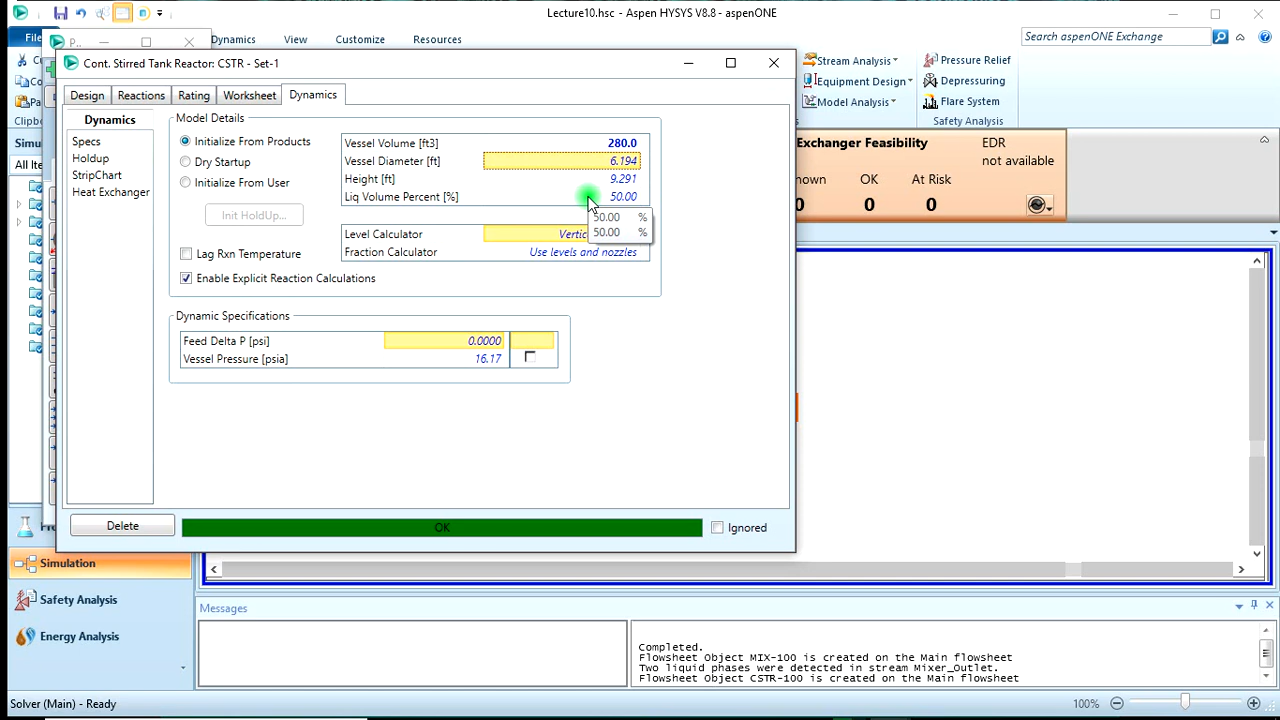 Lecture10.hsc - Aspen HYSYS V8.8 - aspenONE
File
Dynamics
View
Customize
Resources
Search aspenONE Exchange
Cont. Stirred Tank Reactor: CSTR - Set-1
Design
Reactions
Rating
Worksheet
Dynamics
Stream Analysis
Equipment Design
Model Analysis
Pressure Relief
Depressuring
Flare System
Safety Analysis
Dynamics
Specs
Holdup
StripChart
Heat Exchanger
Model Details
Initialize From Products
Dry Startup
Initialize From User
Init HoldUp...
Lag Rxn Temperature
Enable Explicit Reaction Calculations
Vessel Volume [ft3] 280.0
Vessel Diameter [ft] 6.194
Height [ft] 9.291
Liq Volume Percent [%] 50.00
50.00 %
50.00 %
Level Calculator Vertic
Fraction Calculator Use levels and nozzles
Dynamic Specifications
Feed Delta P [psi] 0.0000
Vessel Pressure [psia] 16.17
Delete
OK
Ignored
Exchanger Feasibility
EDR
not available
nown OK At Risk
0 0 0
Clipb
Simu
All Ite
Simulation
Safety Analysis
Energy Analysis
Messages
Completed.
Flowsheet Object MIX-100 is created on the Main flowsheet
Two liquid phases were detected in stream Mixer_Outlet.
Flowsheet Object CSTR-100 is created on the Main flowsheet
Solver (Main) - Ready
100%